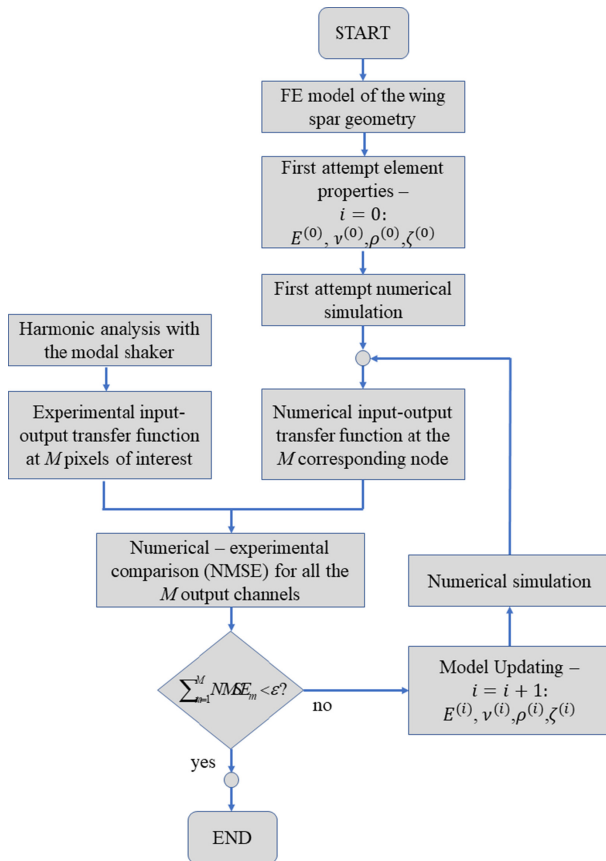 START
FE model of the wing
spar geometry
First attempt element
properties –
i = 0:
E⁽⁰⁾, ν⁽⁰⁾,ρ⁽⁰⁾,ζ⁽⁰⁾
First attempt numerical
simulation
Harmonic analysis with
the modal shaker
Experimental input-
output transfer function
at M pixels of interest
Numerical input-output
transfer function at the
M corresponding node
Numerical – experimental
comparison (NMSE) for all the
M output channels
Numerical simulation
∑ᴹₘ₌₁ NMSEₘ <ε?
no
Model Updating –
i = i + 1:
E⁽ⁱ⁾, ν⁽ⁱ⁾,ρ⁽ⁱ⁾,ζ⁽ⁱ⁾
yes
END